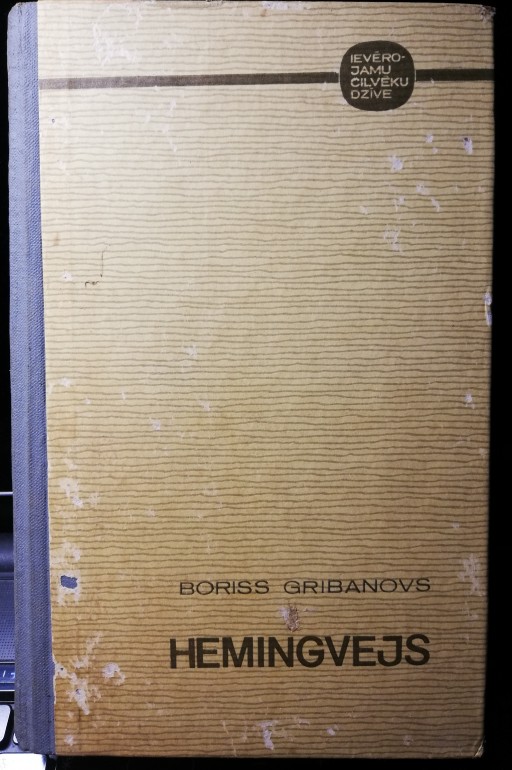 IEVĒRO-
JAMU
CILVĒKU
DZĪVE
BORISS GRIBANOVS
HEMINGVEJS